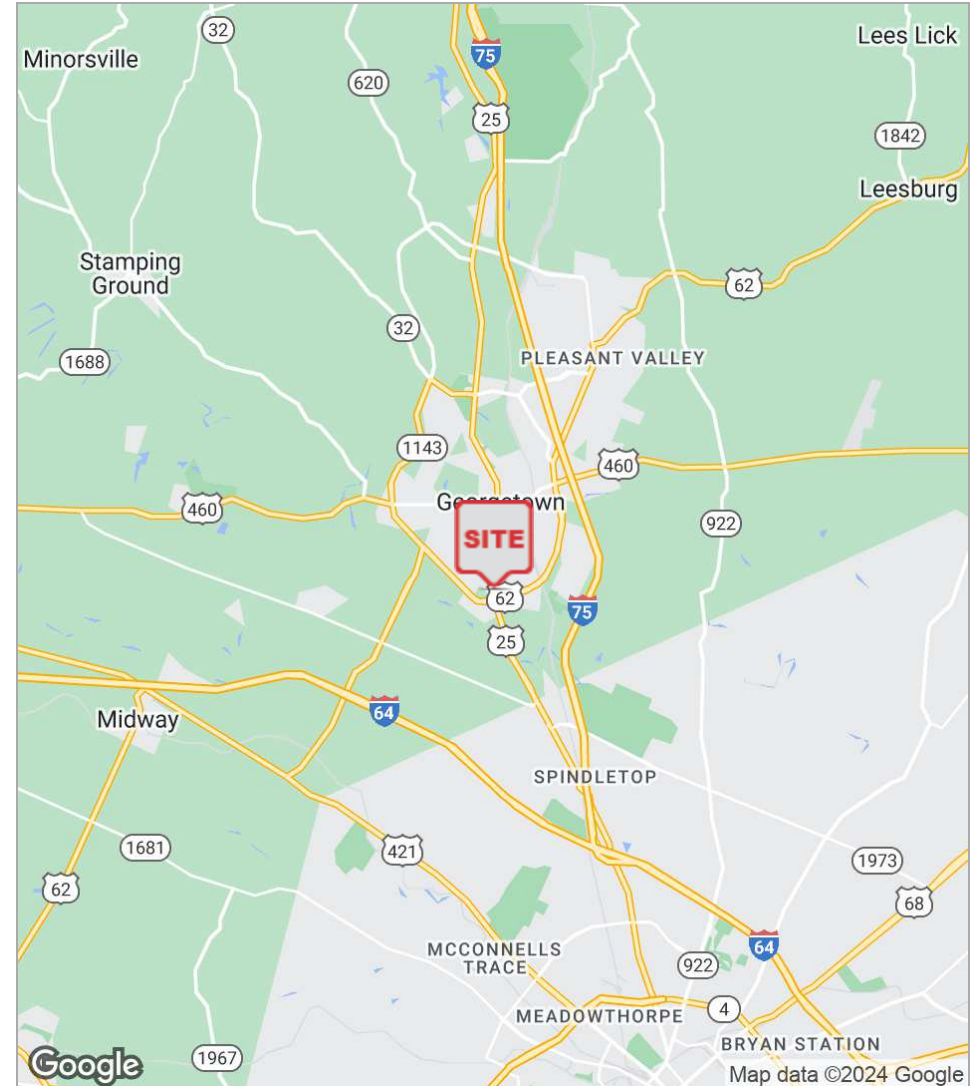 32
Lees Lick
Minorsville
75
620
25
1842
Leesburg
Stamping
Ground
62
32
PLEASANT VALLEY
1688
1143
460
Georgetown
460
922
SITE
62
75
25
64
Midway
SPINDLETOP
1681
421
1973
62
68
MCCONNELLS
TRACE
64
922
4
MEADOWTHORPE
BRYAN STATION
1967
Google
Map data ©2024 Google